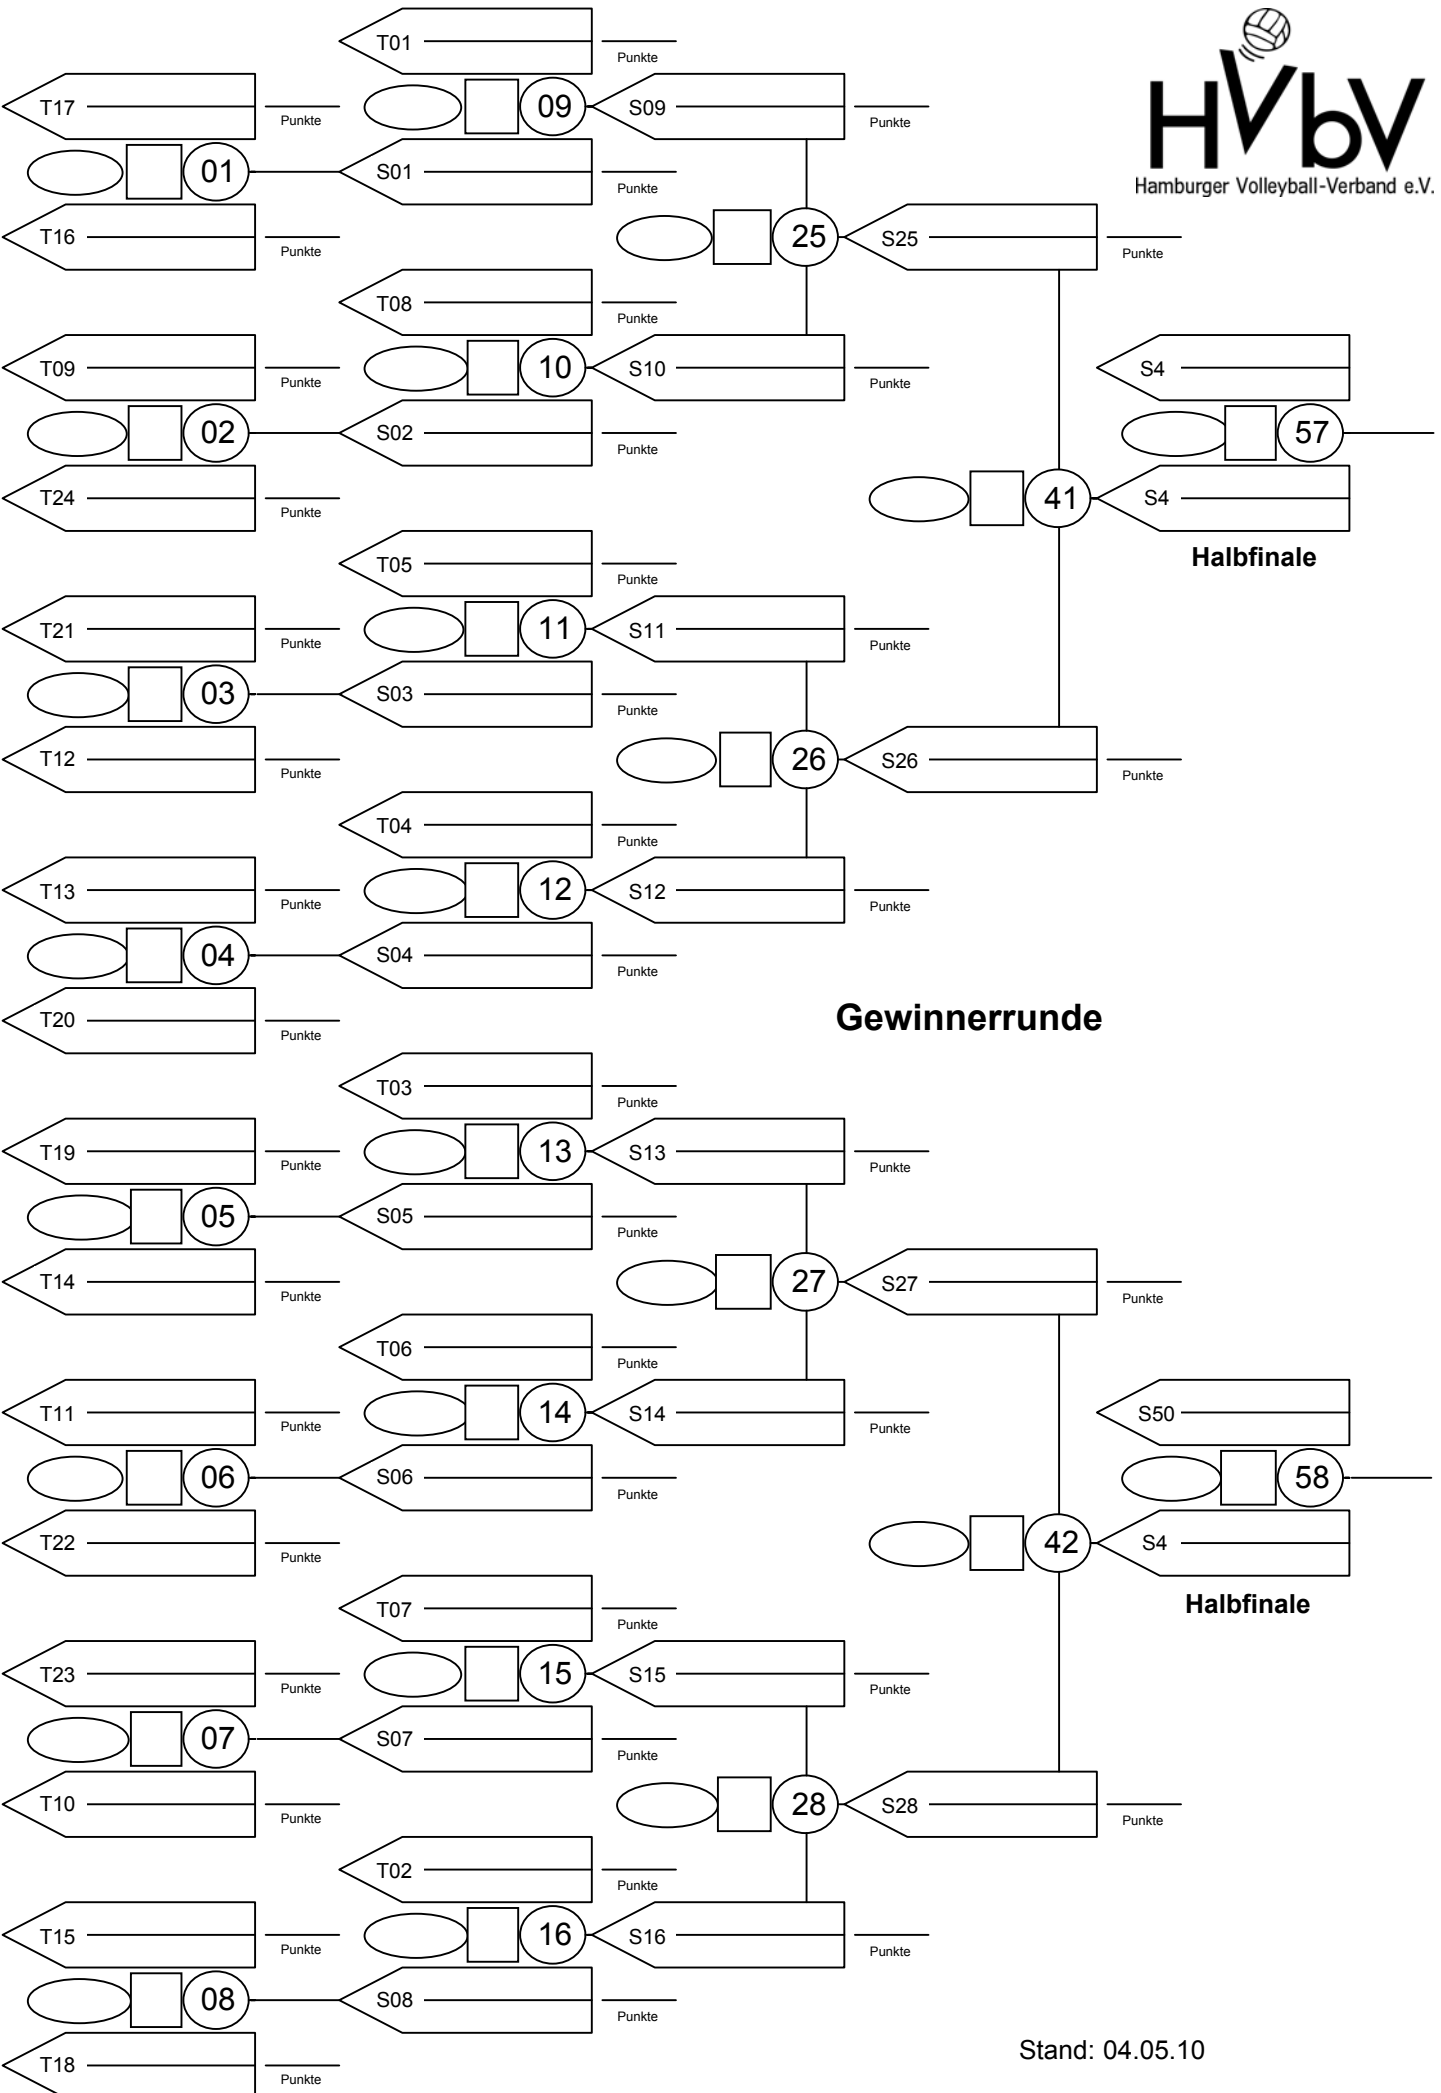 T01
Punkte
HVbV
Hamburger Volleyball-Verband e.V.
T17
Punkte
09
S09
Punkte
01
S01
Punkte
T16
Punkte
25
S25
Punkte
T08
Punkte
T09
Punkte
10
S10
Punkte
S4
02
S02
Punkte
57
T24
Punkte
41
S4
Halbfinale
T05
Punkte
T21
Punkte
11
S11
Punkte
03
S03
Punkte
T12
Punkte
26
S26
Punkte
T04
Punkte
T13
Punkte
12
S12
Punkte
04
S04
Punkte
T20
Punkte
Gewinnerrunde
T03
Punkte
T19
Punkte
13
S13
Punkte
05
S05
Punkte
T14
Punkte
27
S27
Punkte
T06
Punkte
T11
Punkte
14
S14
Punkte
S50
06
S06
Punkte
58
T22
Punkte
42
S4
Halbfinale
T07
Punkte
T23
Punkte
15
S15
Punkte
07
S07
Punkte
T10
Punkte
28
S28
Punkte
T02
Punkte
T15
Punkte
16
S16
Punkte
08
S08
Punkte
T18
Punkte
Stand: 04.05.10